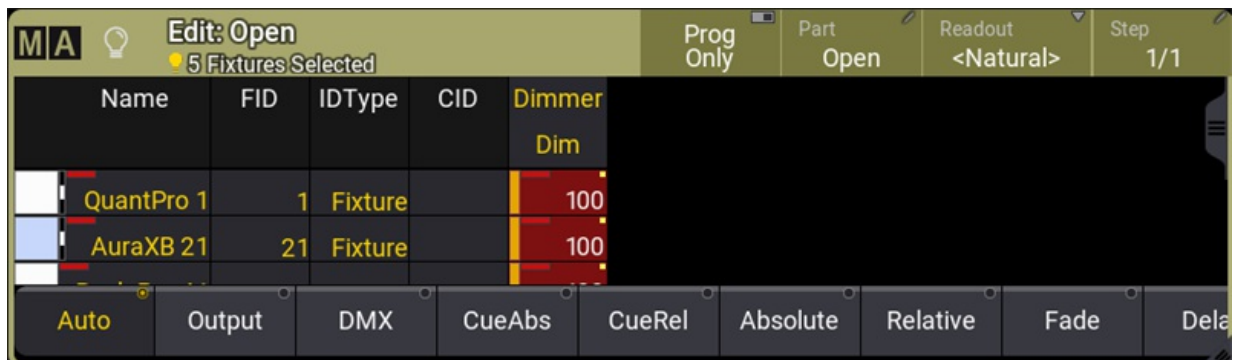 MA
Edit: Open
5 Fixtures Selected
Prog Only
Part
Open
Readout
<Natural>
Step
1/1
Name FID IDType CID Dimmer
Dim
QuantPro 1 1 Fixture 100
AuraXB 21 21 Fixture 100
Auto Output DMX CueAbs CueRel Absolute Relative Fade Dela